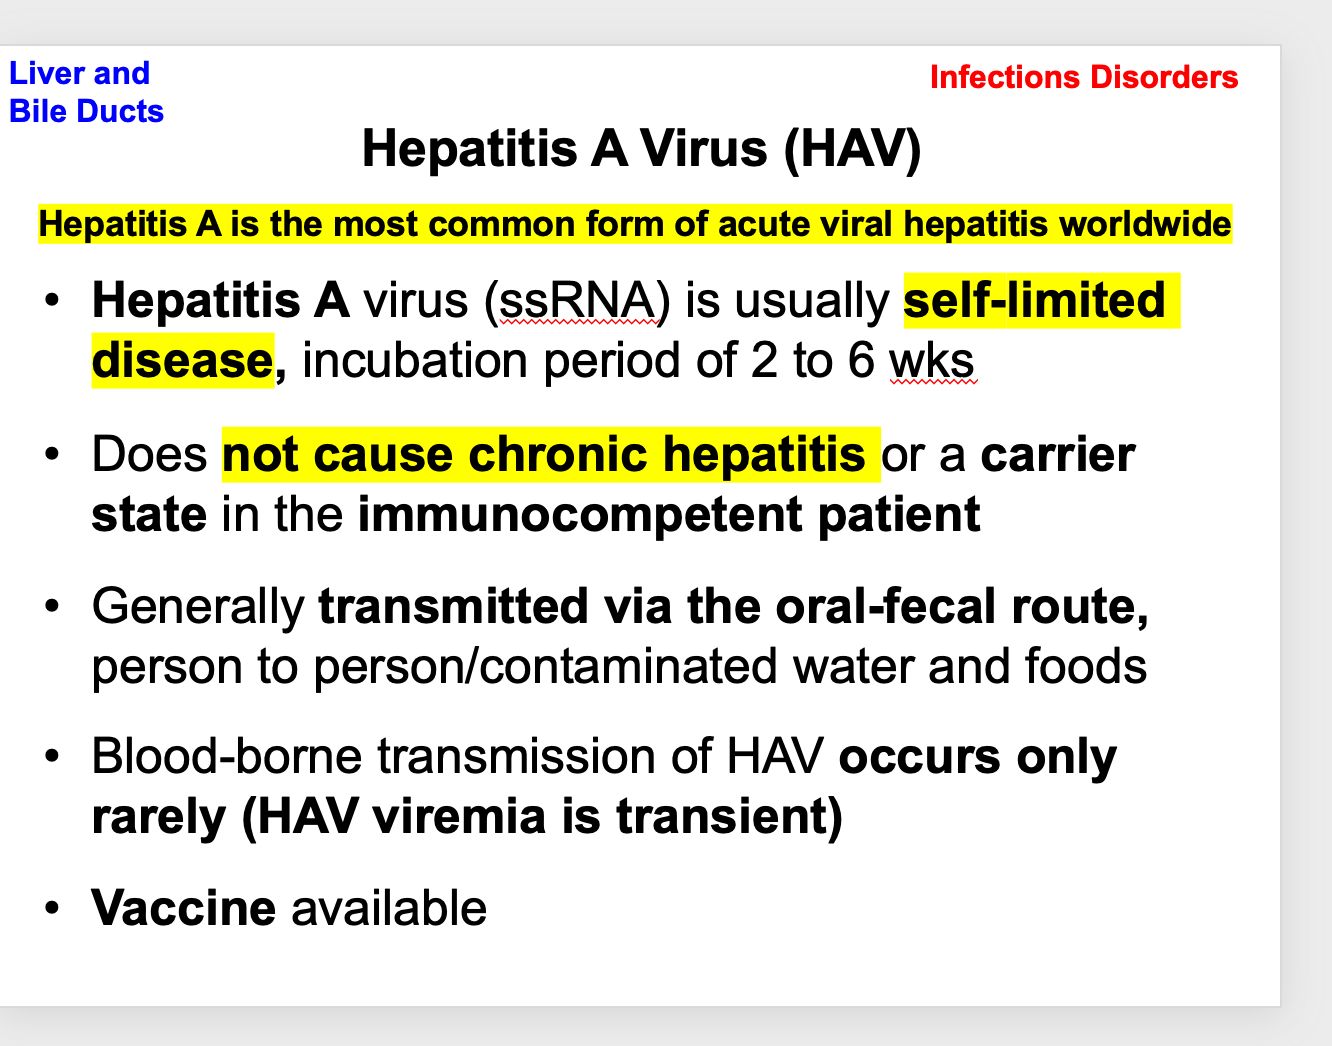 Liver and
Bile Ducts
Infections Disorders
Hepatitis A Virus (HAV)
Hepatitis A is the most common form of acute viral hepatitis worldwide
• Hepatitis A virus (ssRNA) is usually self-limited
disease, incubation period of 2 to 6 wks
• Does not cause chronic hepatitis or a carrier
state in the immunocompetent patient
• Generally transmitted via the oral-fecal route,
person to person/contaminated water and foods
• Blood-borne transmission of HAV occurs only
rarely (HAV viremia is transient)
• Vaccine available